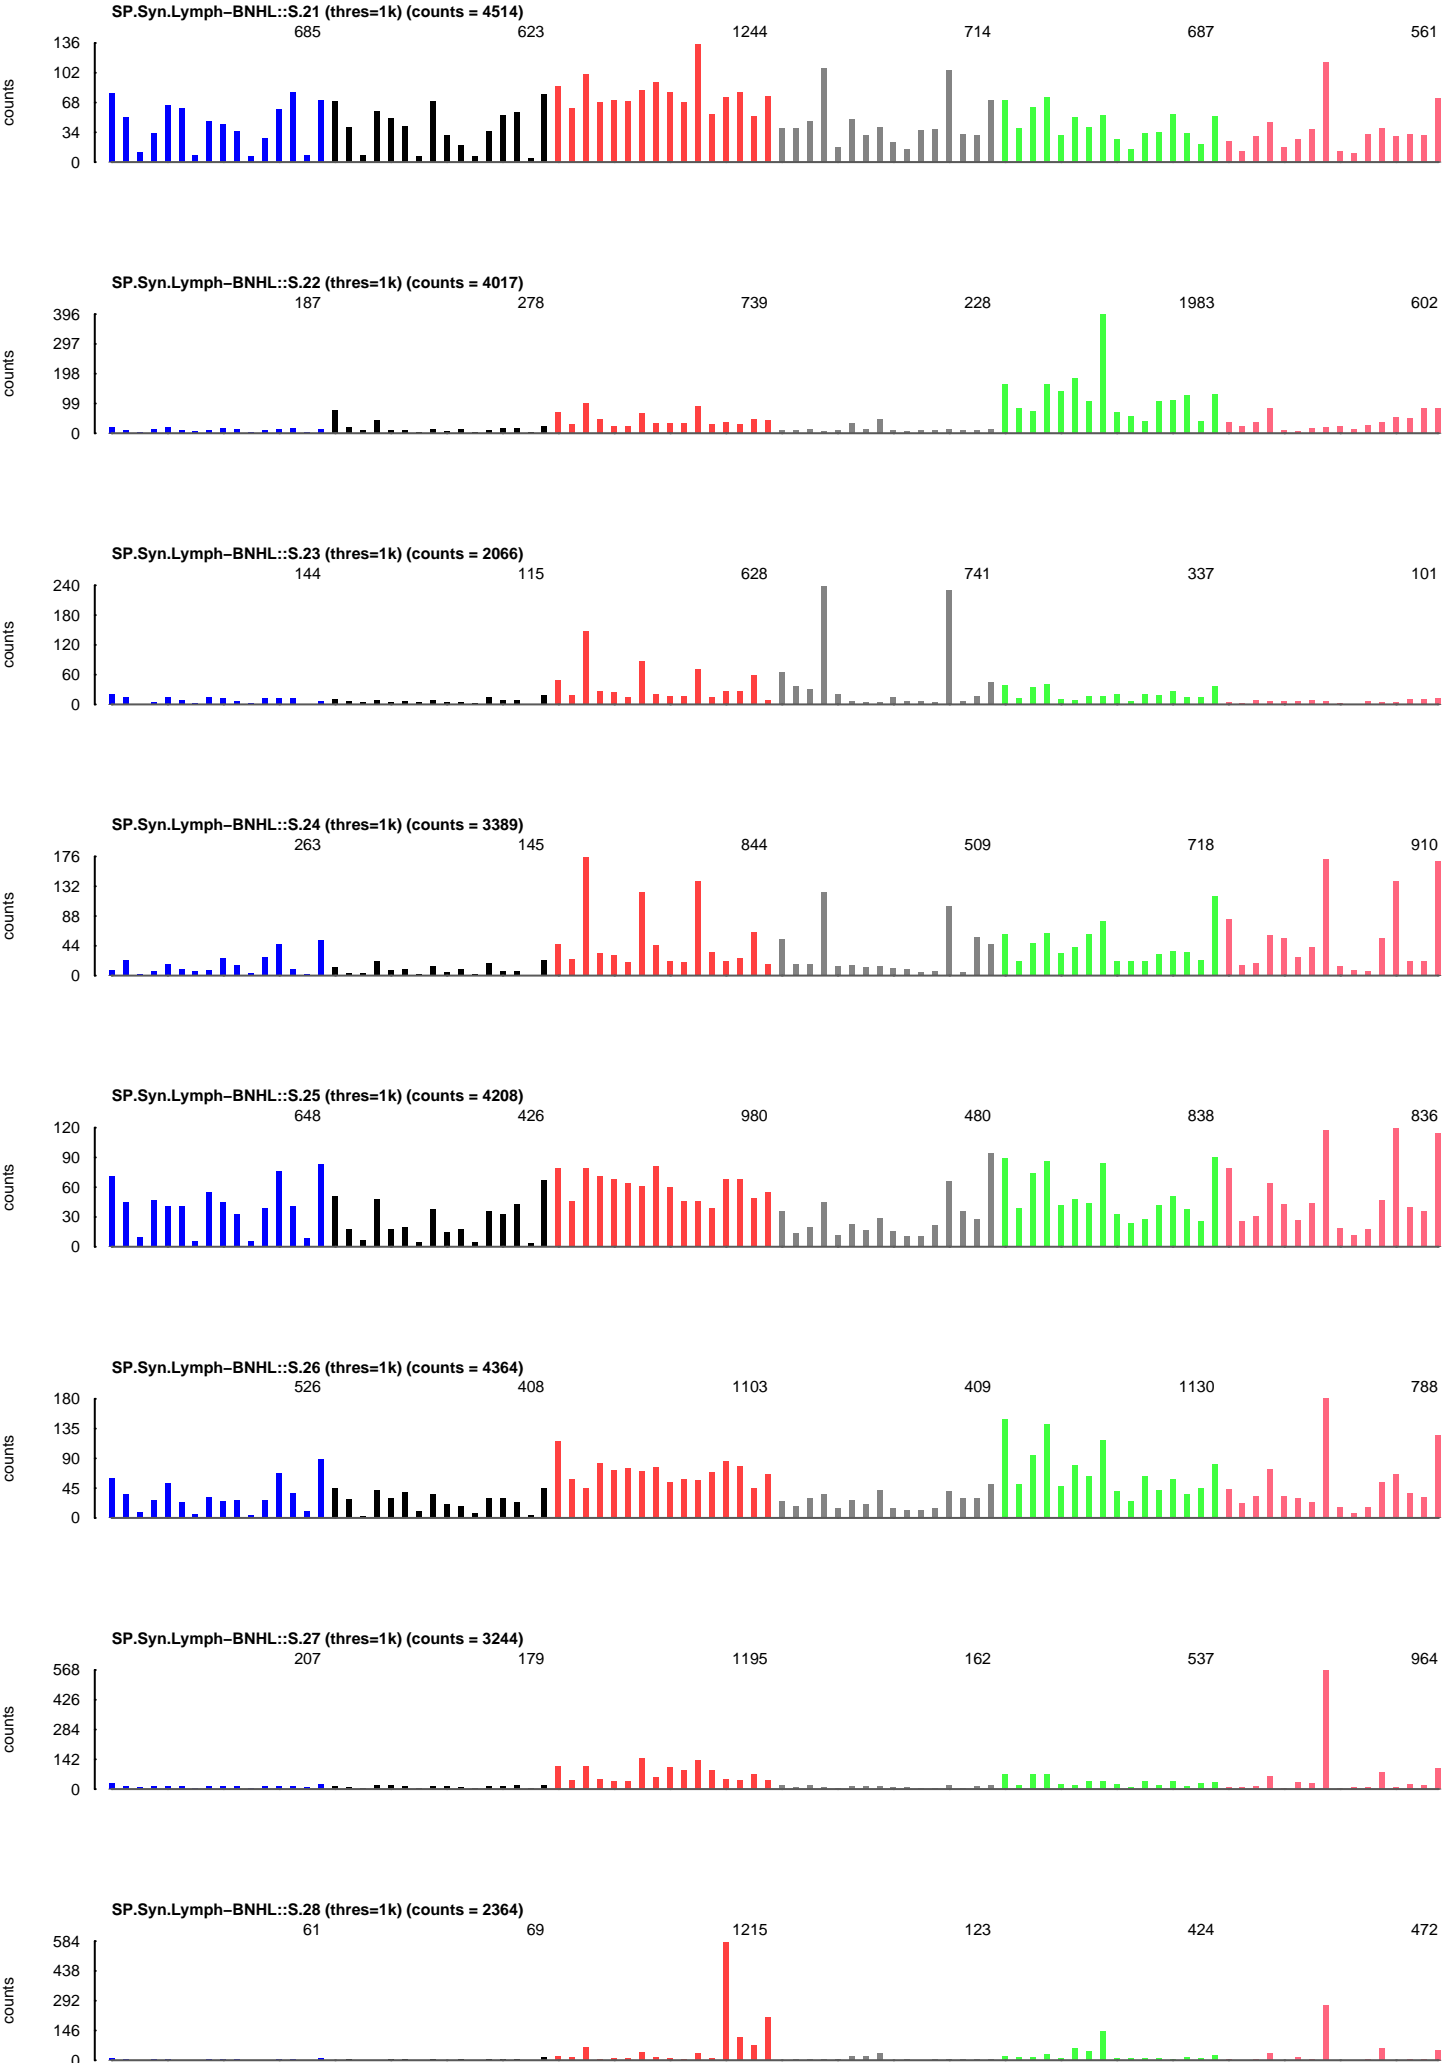 SP.Syn.Lymph−BNHL::S.21 (thres=1k) (counts = 4514)
685 623 1244 714 687 561
136
102
68
34
0
counts
SP.Syn.Lymph−BNHL::S.22 (thres=1k) (counts = 4017)
187 278 739 228 1983 602
396
297
198
99
0
counts
SP.Syn.Lymph−BNHL::S.23 (thres=1k) (counts = 2066)
144 115 628 741 337 101
240
180
120
60
0
counts
SP.Syn.Lymph−BNHL::S.24 (thres=1k) (counts = 3389)
263 145 844 509 718 910
176
132
88
44
0
counts
SP.Syn.Lymph−BNHL::S.25 (thres=1k) (counts = 4208)
648 426 980 480 838 836
120
90
60
30
0
counts
SP.Syn.Lymph−BNHL::S.26 (thres=1k) (counts = 4364)
526 408 1103 409 1130 788
180
135
90
45
0
counts
SP.Syn.Lymph−BNHL::S.27 (thres=1k) (counts = 3244)
207 179 1195 162 537 964
568
426
284
142
0
counts
SP.Syn.Lymph−BNHL::S.28 (thres=1k) (counts = 2364)
61 69 1215 123 424 472
584
438
292
146
0
counts